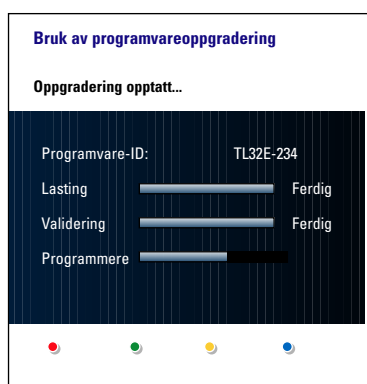 Bruk av programvareoppgradering
Oppgradering opptatt...
Programvare-ID: TL32E-234
Lasting Ferdig
Validering Ferdig
Programmere